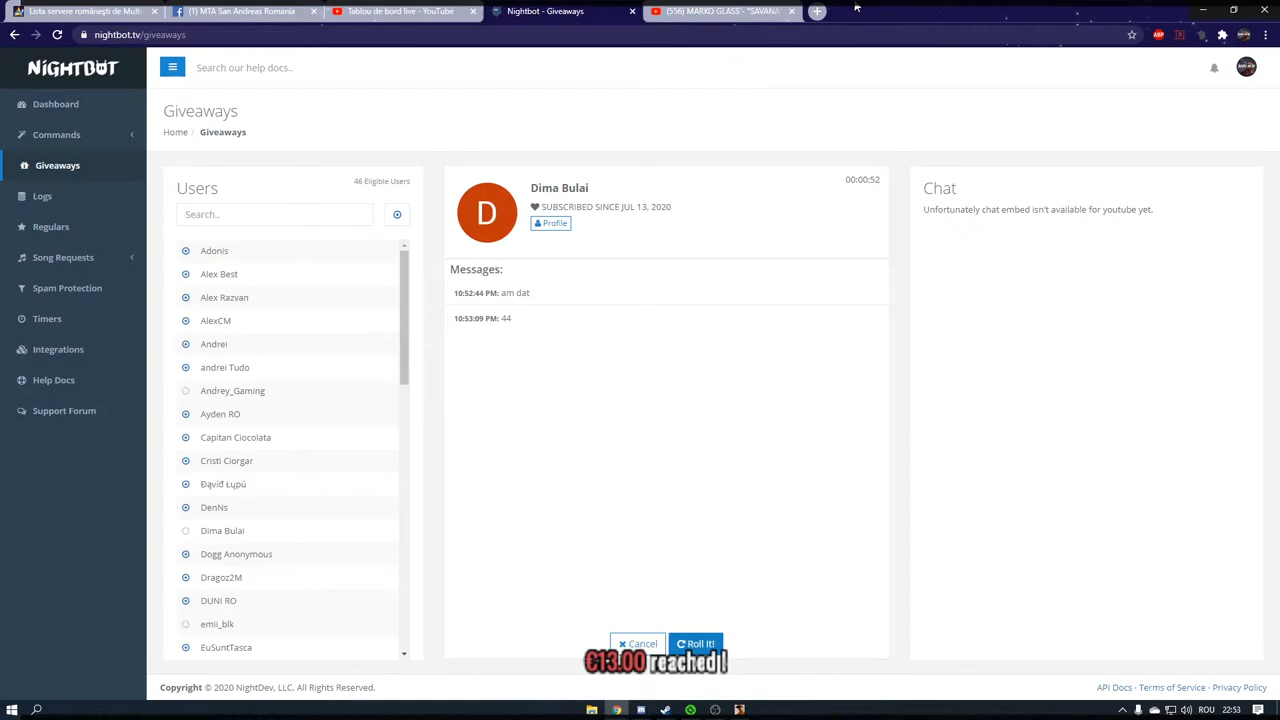 Lista servere româneşti de Multi
(1) MTA San Andreas Romania
Tablou de bord live - YouTube
Nightbot - Giveaways
(556) MARKO GLASS - "SAVANA
nightbot.tv/giveaways
NIGHTBOT
Search our help docs..
Dashboard
Commands
Giveaways
Logs
Regulars
Song Requests
Spam Protection
Timers
Integrations
Help Docs
Support Forum
Giveaways
Home / Giveaways
Users
46 Eligible Users
Search..
Adonis
Alex Best
Alex Razvan
AlexCM
Andrei
andrei Tudo
Andrey_Gaming
Ayden RO
Capitan Ciocolata
Cristi Ciorgar
Đąvíđ Łųpú
DenNs
Dima Bulai
Dogg Anonymous
Dragoz2M
DUNI RO
emii_blk
EuSuntTasca
D
Dima Bulai
00:00:52
SUBSCRIBED SINCE JUL 13, 2020
Profile
Messages:
10:52:44 PM: am dat
10:53:09 PM: 44
Cancel
Roll It!
€13.00 reached!
Chat
Unfortunately chat embed isn't available for youtube yet.
Copyright © 2020 NightDev, LLC. All Rights Reserved.
API Docs · Terms of Service · Privacy Policy
ROU
22:53